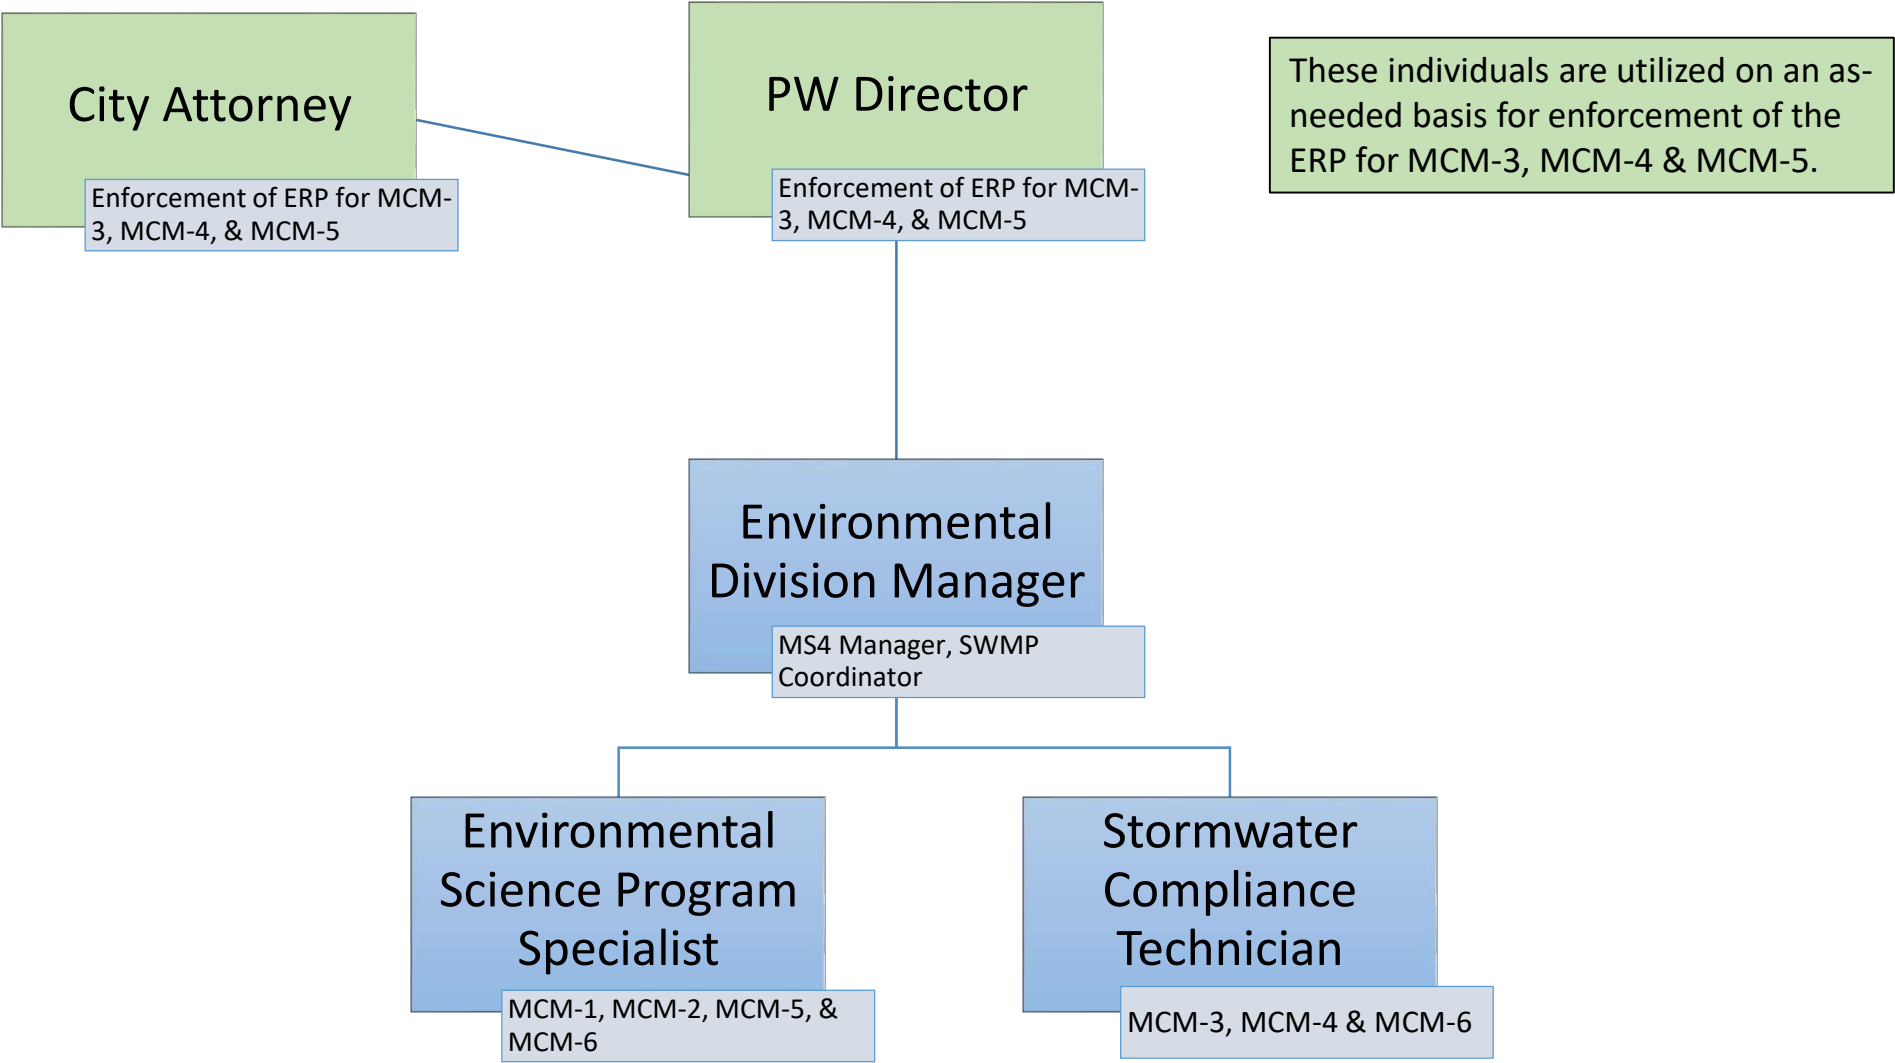 City Attorney
Enforcement of ERP for MCM-
3, MCM-4, & MCM-5
PW Director
Enforcement of ERP for MCM-
3, MCM-4, & MCM-5
These individuals are utilized on an as-
needed basis for enforcement of the
ERP for MCM-3, MCM-4 & MCM-5.
Environmental
Division Manager
MS4 Manager, SWMP
Coordinator
Environmental
Science Program
Specialist
MCM-1, MCM-2, MCM-5, &
MCM-6
Stormwater
Compliance
Technician
MCM-3, MCM-4 & MCM-6